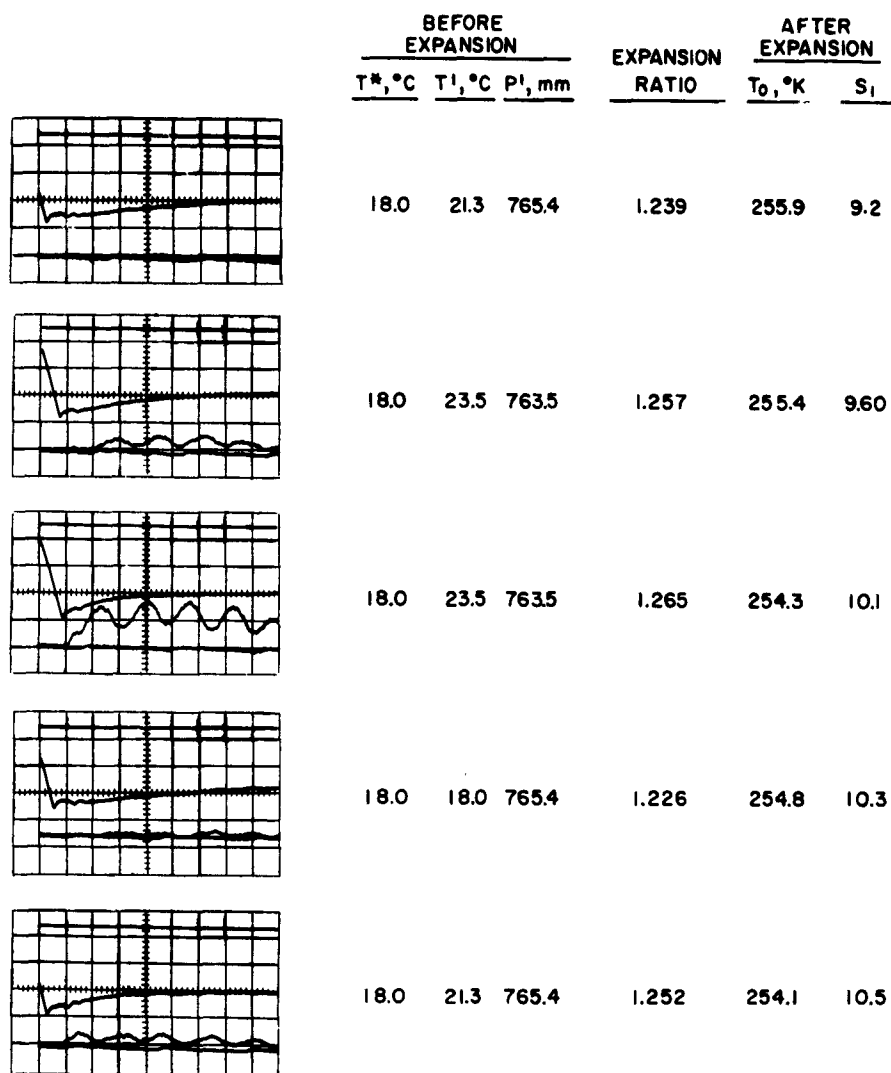 BEFORE EXPANSION
EXPANSION RATIO
AFTER EXPANSION
T*, °C T', °C P', mm T₀, °K S₁
18.0 21.3 765.4 1.239 255.9 9.2
18.0 23.5 763.5 1.257 255.4 9.60
18.0 23.5 763.5 1.265 254.3 10.1
18.0 18.0 765.4 1.226 254.8 10.3
18.0 21.3 765.4 1.252 254.1 10.5